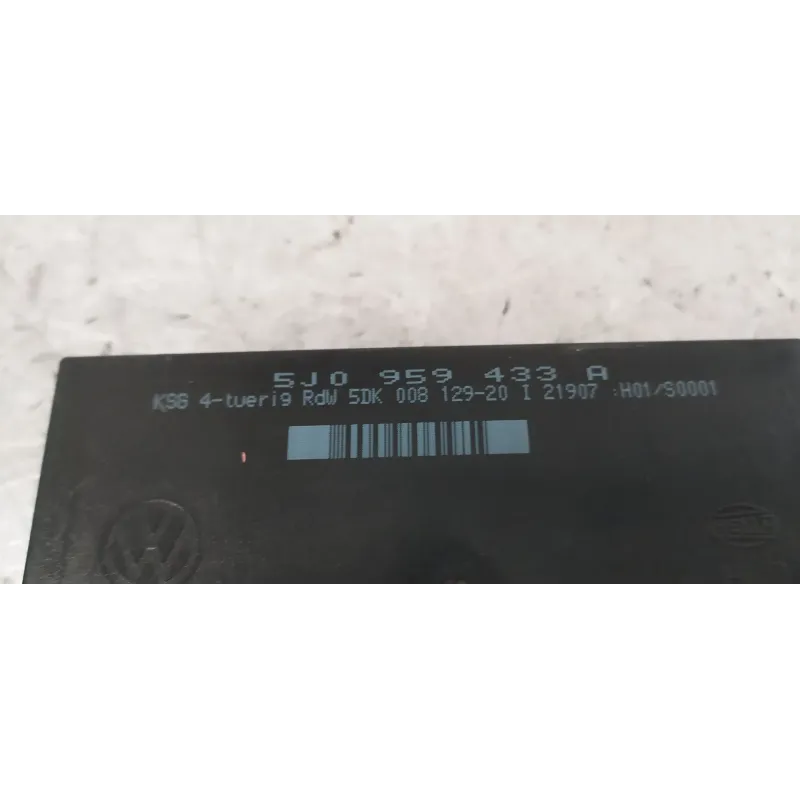 5J0 959 433 A
KSG 4-tuerig RdW 5DK 008 129-20 I 21907 :H01/S0001